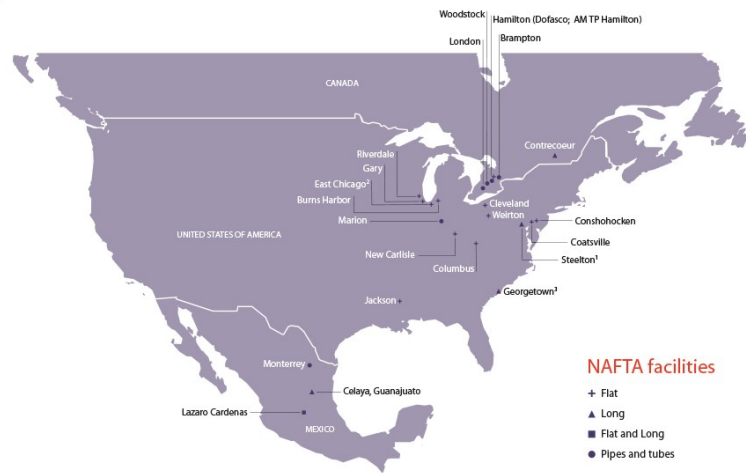 Woodstock
Hamilton (Dofasco; AM TP Hamilton)
London
Brampton
CANADA
Contrecoeur
Riverdale
Gary
East Chicago²
Burns Harbor
Cleveland
Weirton
Marion
Conshohocken
UNITED STATES OF AMERICA
Coatsville
New Carlisle
Steelton¹
Columbus
Georgetown³
Jackson
Monterrey
NAFTA facilities
Celaya, Guanajuato
Flat
Lazaro Cardenas
Long
MEXICO
Flat and Long
Pipes and tubes